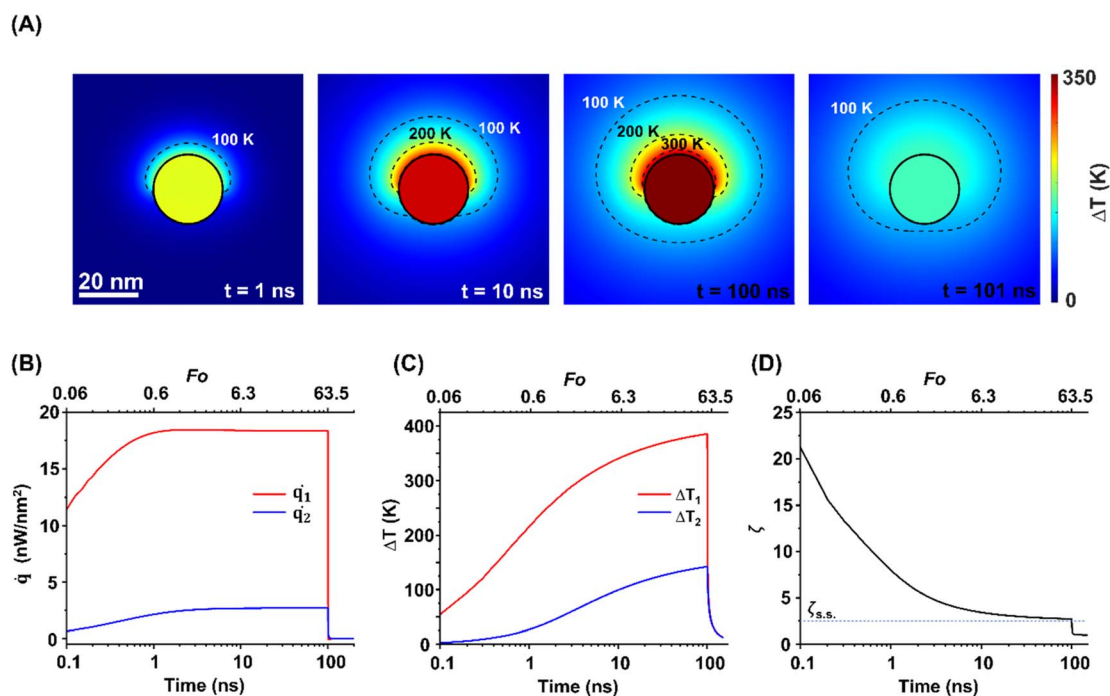 (A)
100 K
20 nm
t = 1 ns
200 K
100 K
t = 10 ns
100 K
200 K
300 K
t = 100 ns
100 K
t = 101 ns
350
0
ΔT (K)
(B)
Fo
0.06 0.6 6.3 63.5
20
15
10
5
0
q̇ (nW/nm²)
q̇₁
q̇₂
0.1 1 10 100
Time (ns)
(C)
Fo
0.06 0.6 6.3 63.5
400
300
200
100
0
ΔT (K)
ΔT₁
ΔT₂
0.1 1 10 100
Time (ns)
(D)
Fo
0.06 0.6 6.3 63.5
25
20
15
10
5
0
ζ
ζs.s.
0.1 1 10 100
Time (ns)